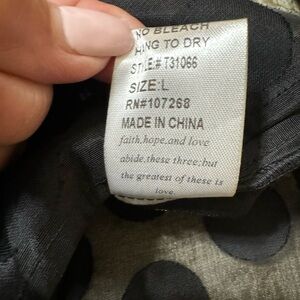 NO BLEACH
HING TO DRY
STYLE:# T31066
SIZE:L
RN#107268
MADE IN CHINA
faith,hope,and love
abide,these three;but
the greatest of these is
love